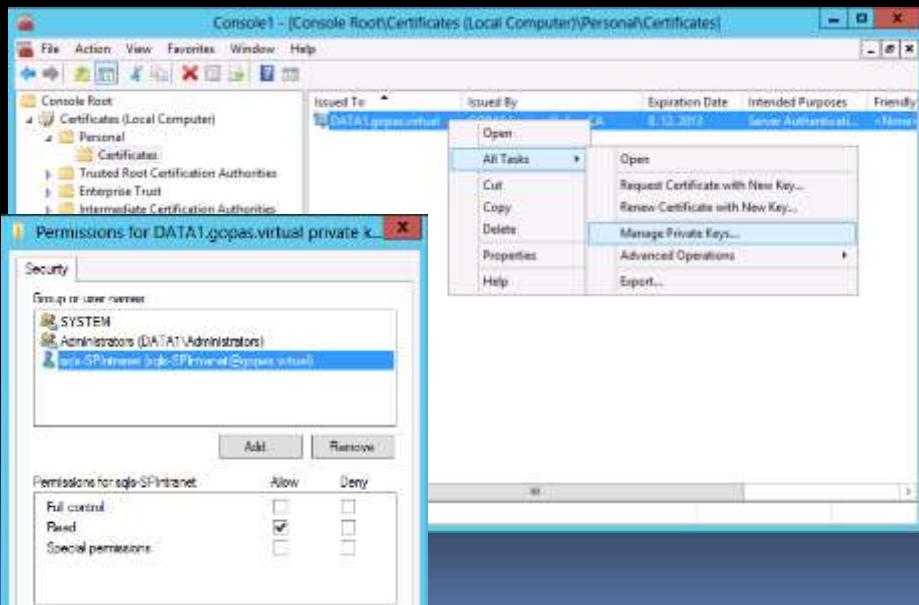 Console1 - [Console Root\Certificates (Local Computer)\Personal\Certificates]
File Action View Favorites Window Help
Console Root
Certificates (Local Computer)
Personal
Certificates
Trusted Root Certification Authorities
Enterprise Trust
Intermediate Certification Authorities
Issued To Issued By Expiration Date Intended Purposes Friendly
DATA1.gopas.virtual CA 8.12.2013 Server Authenticati... <None>
Open
All Tasks
Cut
Copy
Delete
Properties
Help
Open
Request Certificate with New Key...
Renew Certificate with New Key...
Manage Private Keys...
Advanced Operations
Export...
Permissions for DATA1.gopas.virtual private k...
Security
Group or user names:
SYSTEM
Administrators (DATA1\Administrators)
sqls-SPIntranet (sqls-SPIntranet@gopas.virtual)
Add... Remove
Permissions for sqls-SPIntranet Allow Deny
Full control
Read
Special permissions